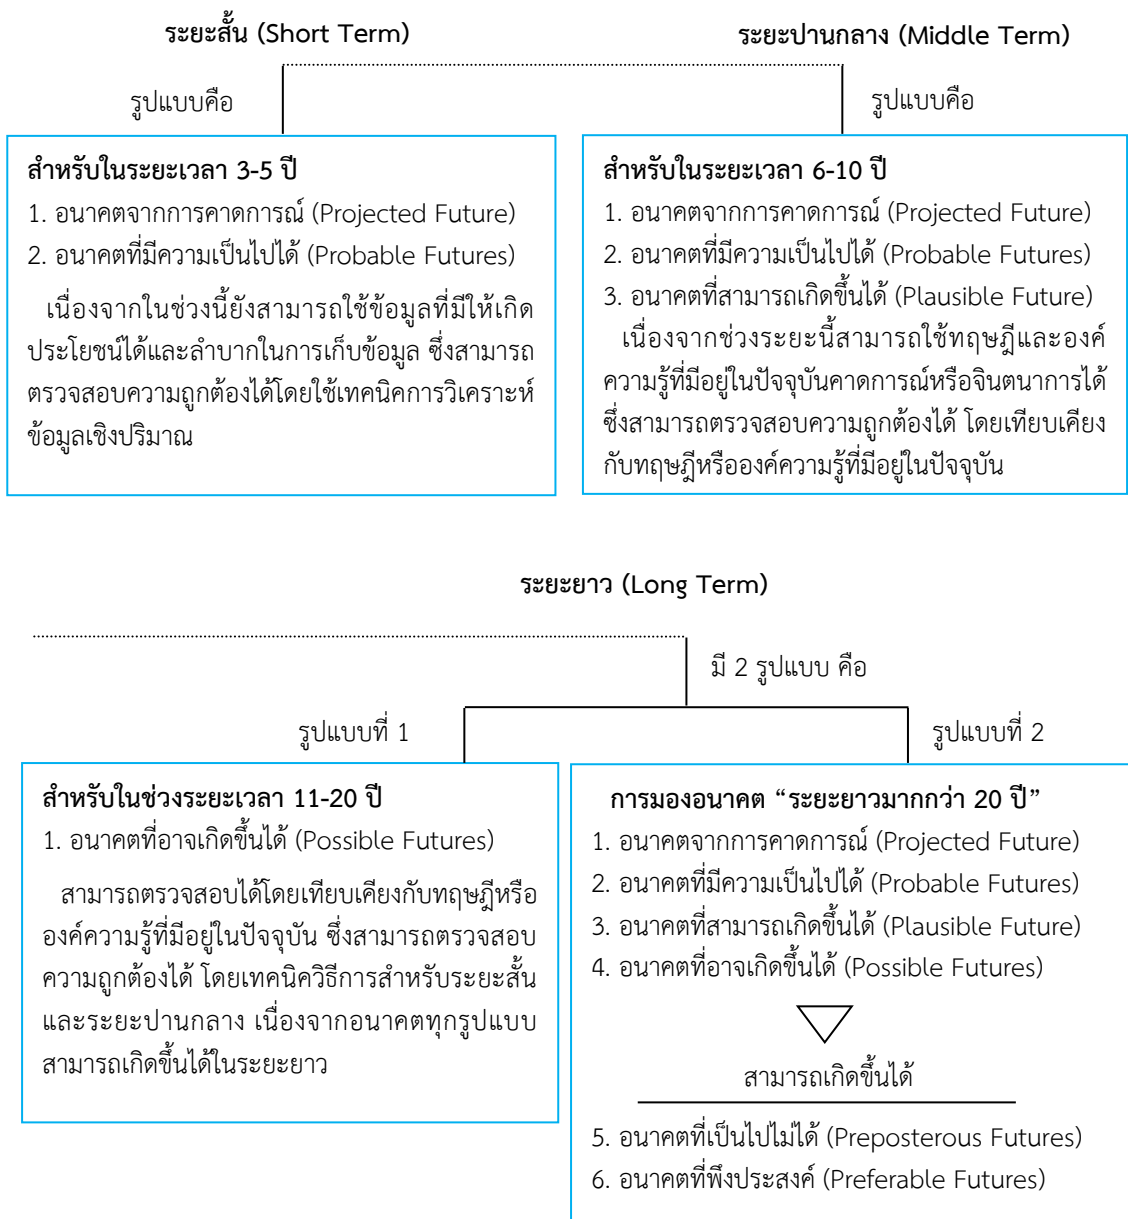 ระยะสั้น (Short Term)
ระยะปานกลาง (Middle Term)
รูปแบบคือ
รูปแบบคือ
สำหรับในระยะเวลา 3-5 ปี
1. อนาคตจากการคาดการณ์ (Projected Future)
2. อนาคตที่มีความเป็นไปได้ (Probable Futures)
เนื่องจากในช่วงนี้ยังสามารถใช้ข้อมูลที่มีให้เกิด
ประโยชน์ได้และลำบากในการเก็บข้อมูล ซึ่งสามารถ
ตรวจสอบความถูกต้องได้โดยใช้เทคนิคการวิเคราะห์
ข้อมูลเชิงปริมาณ
สำหรับในระยะเวลา 6-10 ปี
1. อนาคตจากการคาดการณ์ (Projected Future)
2. อนาคตที่มีความเป็นไปได้ (Probable Futures)
3. อนาคตที่สามารถเกิดขึ้นได้ (Plausible Future)
เนื่องจากช่วงระยะนี้สามารถใช้ทฤษฎีและองค์
ความรู้ที่มีอยู่ในปัจจุบันคาดการณ์หรือจินตนาการได้
ซึ่งสามารถตรวจสอบความถูกต้องได้ โดยเทียบเคียง
กับทฤษฎีหรือองค์ความรู้ที่มีอยู่ในปัจจุบัน
ระยะยาว (Long Term)
มี 2 รูปแบบ คือ
รูปแบบที่ 1
รูปแบบที่ 2
สำหรับในช่วงระยะเวลา 11-20 ปี
1. อนาคตที่อาจเกิดขึ้นได้ (Possible Futures)
สามารถตรวจสอบได้โดยเทียบเคียงกับทฤษฎีหรือ
องค์ความรู้ที่มีอยู่ในปัจจุบัน ซึ่งสามารถตรวจสอบ
ความถูกต้องได้ โดยเทคนิควิธีการสำหรับระยะสั้น
และระยะปานกลาง เนื่องจากอนาคตทุกรูปแบบ
สามารถเกิดขึ้นได้ในระยะยาว
การมองอนาคต “ระยะยาวมากกว่า 20 ปี”
1. อนาคตจากการคาดการณ์ (Projected Future)
2. อนาคตที่มีความเป็นไปได้ (Probable Futures)
3. อนาคตที่สามารถเกิดขึ้นได้ (Plausible Future)
4. อนาคตที่อาจเกิดขึ้นได้ (Possible Futures)
สามารถเกิดขึ้นได้
5. อนาคตที่เป็นไปไม่ได้ (Preposterous Futures)
6. อนาคตที่พึงประสงค์ (Preferable Futures)